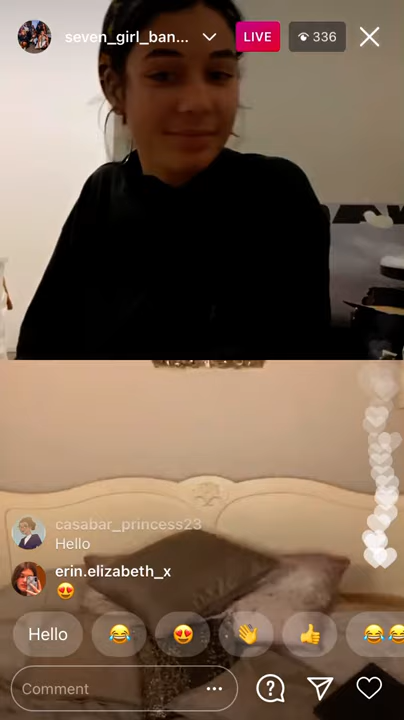 seven_girl_ban... LIVE 336
casabar_princess23
Hello
erin.elizabeth_x
😍
Hello 😂 😍 👋 👍 😂😂
Comment